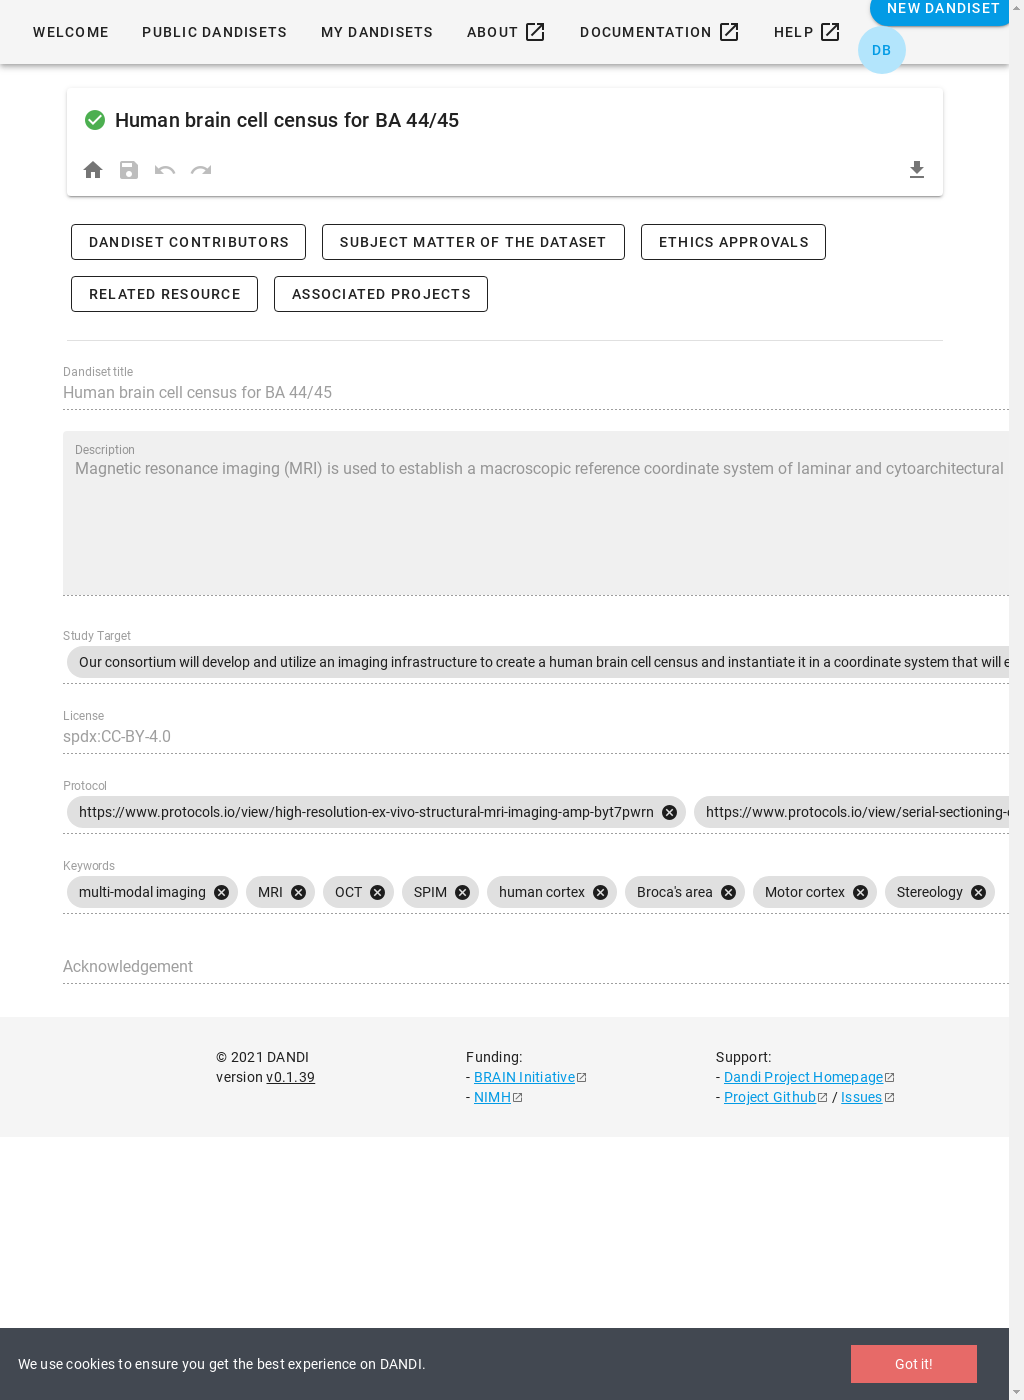 WELCOME
PUBLIC DANDISETS
MY DANDISETS
ABOUT
DOCUMENTATION
HELP
NEW DANDISET
DB
Human brain cell census for BA 44/45
DANDISET CONTRIBUTORS
SUBJECT MATTER OF THE DATASET
ETHICS APPROVALS
RELATED RESOURCE
ASSOCIATED PROJECTS
Dandiset title
Human brain cell census for BA 44/45
Description
Magnetic resonance imaging (MRI) is used to establish a macroscopic reference coordinate system of laminar and cytoarchitectural
Study Target
Our consortium will develop and utilize an imaging infrastructure to create a human brain cell census and instantiate it in a coordinate system that will
License
spdx:CC-BY-4.0
Protocol
https://www.protocols.io/view/high-resolution-ex-vivo-structural-mri-imaging-amp-byt7pwrn
https://www.protocols.io/view/serial-sectioning-
Keywords
multi-modal imaging
MRI
OCT
SPIM
human cortex
Broca's area
Motor cortex
Stereology
Acknowledgement
© 2021 DANDI
version v0.1.39
Funding:
- BRAIN Initiative
- NIMH
Support:
- Dandi Project Homepage
- Project Github / Issues
We use cookies to ensure you get the best experience on DANDI.
Got it!